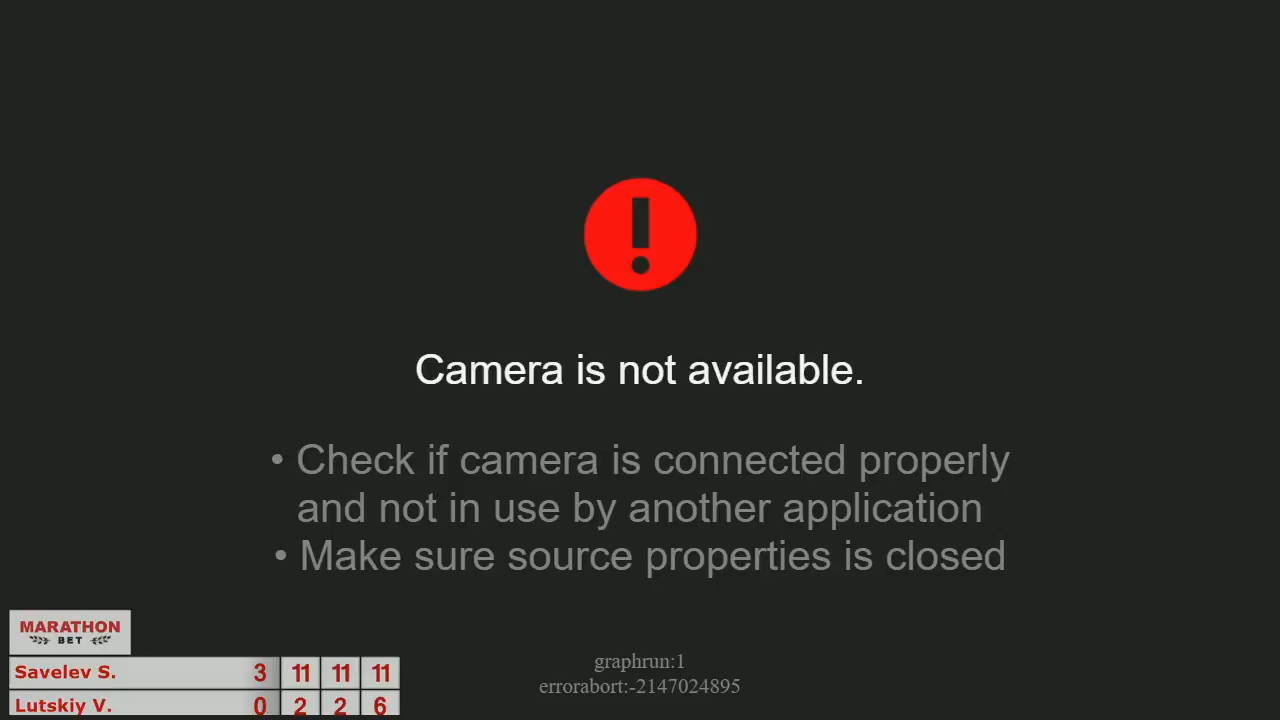 Camera is not available.
• Check if camera is connected properly
and not in use by another application
• Make sure source properties is closed
MARATHON
BET
Savelev S. 3 11 11 11
Lutskiy V. 0 2 2 6
graphrun:1
errorabort:-2147024895